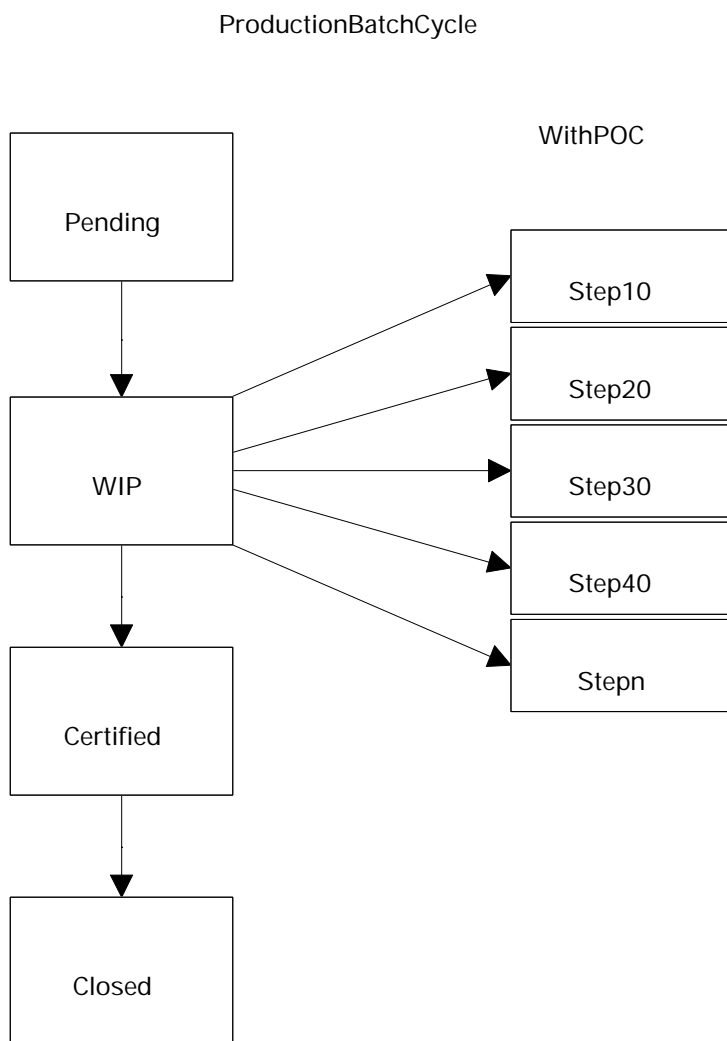 ProductionBatchCycle
WithPOC
Pending
Step10
Step20
WIP
Step30
Step40
Stepn
Certified
Closed